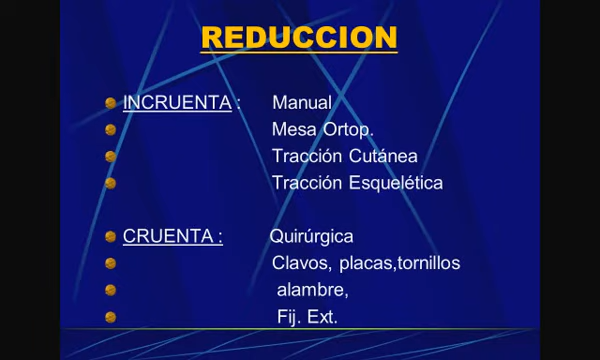 REDUCCION
INCRUENTA : Manual
Mesa Ortop.
Tracción Cutánea
Tracción Esquelética
CRUENTA : Quirúrgica
Clavos, placas,tornillos
alambre,
Fij. Ext.